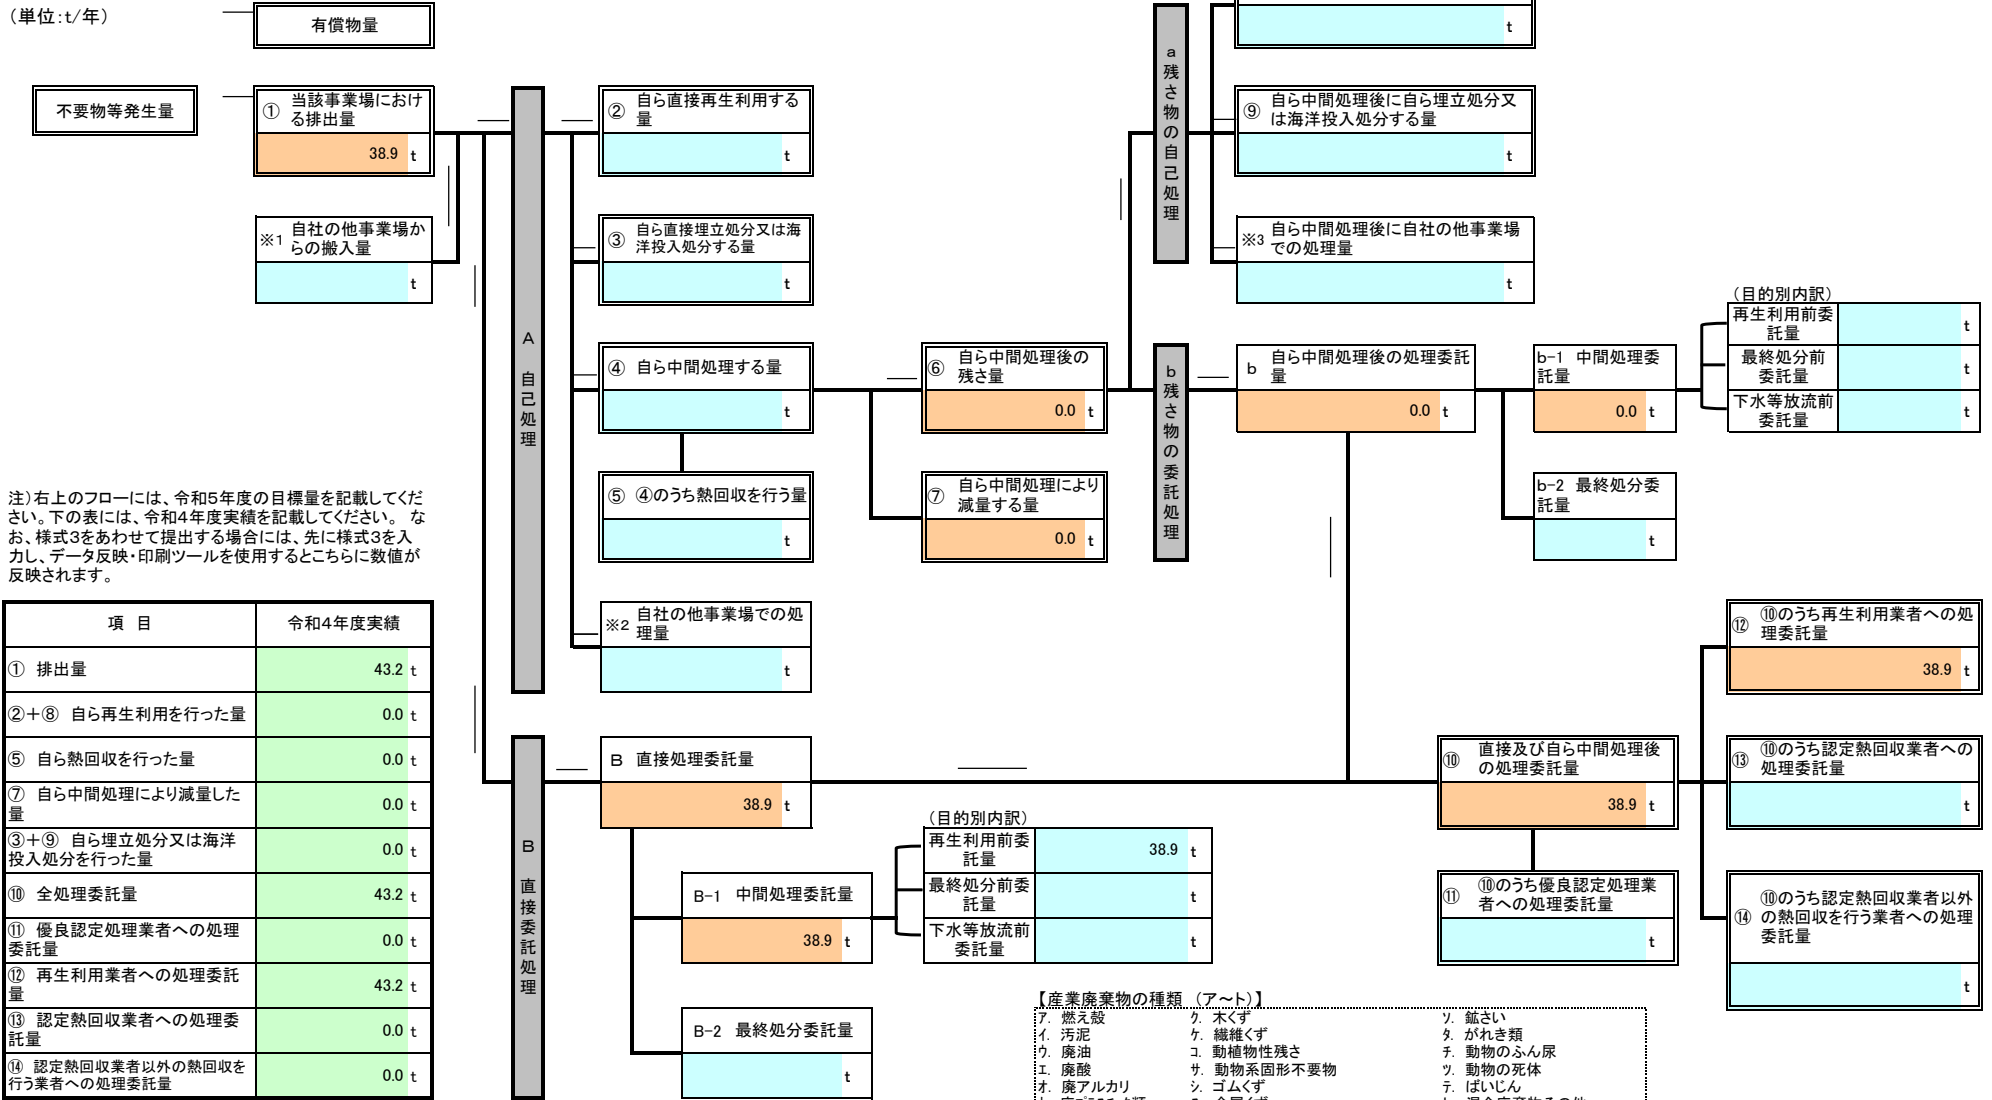 （単位:t/年）
有償物量
t
不要物等発生量
① 当該事業場におけ
る排出量
38.9 t
※1 自社の他事業場か
らの搬入量
t
A 自己処理
② 自ら直接再生利用する
量
t
③ 自ら直接埋立処分又は海
洋投入処分する量
t
④ 自ら中間処理する量
t
⑤ ④のうち熱回収を行う量
t
※2 自社の他事業場での処
理量
t
⑥ 自ら中間処理後の
残さ量
0.0 t
⑦ 自ら中間処理により
減量する量
0.0 t
a 残さ物の自己処理
⑨ 自ら中間処理後に自ら埋立処分又
は海洋投入処分する量
t
※3 自ら中間処理後に自社の他事業場
での処理量
t
b 残さ物の委託処理
b 自ら中間処理後の処理委託
量
0.0 t
b-1 中間処理委
託量
0.0 t
b-2 最終処分委
託量
t
（目的別内訳）
再生利用前委
託量
t
最終処分前
委託量
t
下水等放流前
委託量
t
注）右上のフローには、令和5年度の目標量を記載してくだ
さい。下の表には、令和4年度実績を記載してください。 な
お、様式3をあわせて提出する場合には、先に様式3を入
力し、データ反映・印刷ツールを使用するとこちらに数値が
反映されます。
項 目 令和4年度実績
① 排出量 43.2 t
②＋⑧ 自ら再生利用を行った量 0.0 t
⑤ 自ら熱回収を行った量 0.0 t
⑦ 自ら中間処理により減量した
量 0.0 t
③＋⑨ 自ら埋立処分又は海洋
投入処分を行った量 0.0 t
⑩ 全処理委託量 43.2 t
⑪ 優良認定処理業者への処理
委託量 0.0 t
⑫ 再生利用業者への処理委託
量 43.2 t
⑬ 認定熱回収業者への処理委
託量 0.0 t
⑭ 認定熱回収業者以外の熱回収を
行う業者への処理委託量 0.0 t
B 直接委託処理
B 直接処理委託量
38.9 t
B-1 中間処理委託量
38.9 t
B-2 最終処分委託量
t
（目的別内訳）
再生利用前委
託量
38.9 t
最終処分前委
託量
t
下水等放流前
委託量
t
⑩ 直接及び自ら中間処理後
の処理委託量
38.9 t
⑪ ⑩のうち優良認定処理業
者への処理委託量
t
⑫ ⑩のうち再生利用業者への処
理委託量
38.9 t
⑬ ⑩のうち認定熱回収業者への
処理委託量
t
⑭ ⑩のうち認定熱回収業者以外
の熱回収を行う業者への処理
委託量
t
【産業廃棄物の種類 （ア～ト）】
ア. 燃え殻 ク. 木くず ソ. 鉱さい
イ. 汚泥 ケ. 繊維くず タ. がれき類
ウ. 廃油 コ. 動植物性残さ チ. 動物のふん尿
エ. 廃酸 サ. 動物系固形不要物 ツ. 動物の死体
オ. 廃アルカリ シ. ゴムくず テ. ばいじん